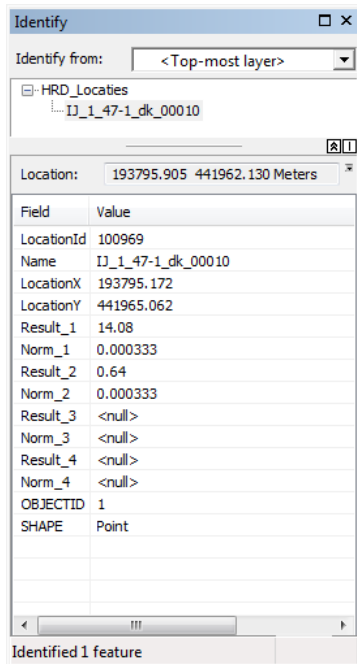 Identify
Identify from: <Top-most layer>
HRD_Locaties
IJ_1_47-1_dk_00010
Location: 193795.905 441962.130 Meters
Field Value
LocationId 100969
Name IJ_1_47-1_dk_00010
LocationX 193795.172
LocationY 441965.062
Result_1 14.08
Norm_1 0.000333
Result_2 0.64
Norm_2 0.000333
Result_3 <null>
Norm_3 <null>
Result_4 <null>
Norm_4 <null>
OBJECTID 1
SHAPE Point
Identified 1 feature